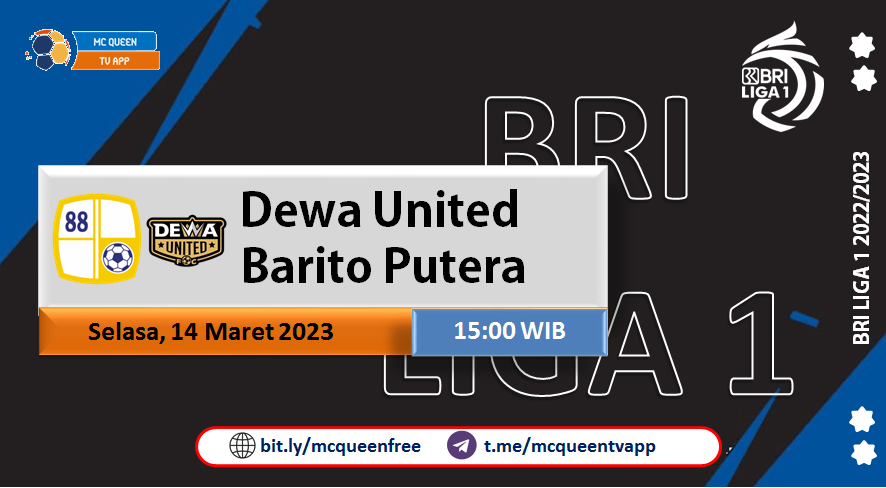 MC QUEEN
TV APP
BRI
LIGA 1
BRI
LIGA 1
BRI LIGA 1 2022/2023
88
DEWA
UNITED
FC
Dewa United
Barito Putera
Selasa, 14 Maret 2023
15:00 WIB
bit.ly/mcqueenfree
t.me/mcqueentvapp